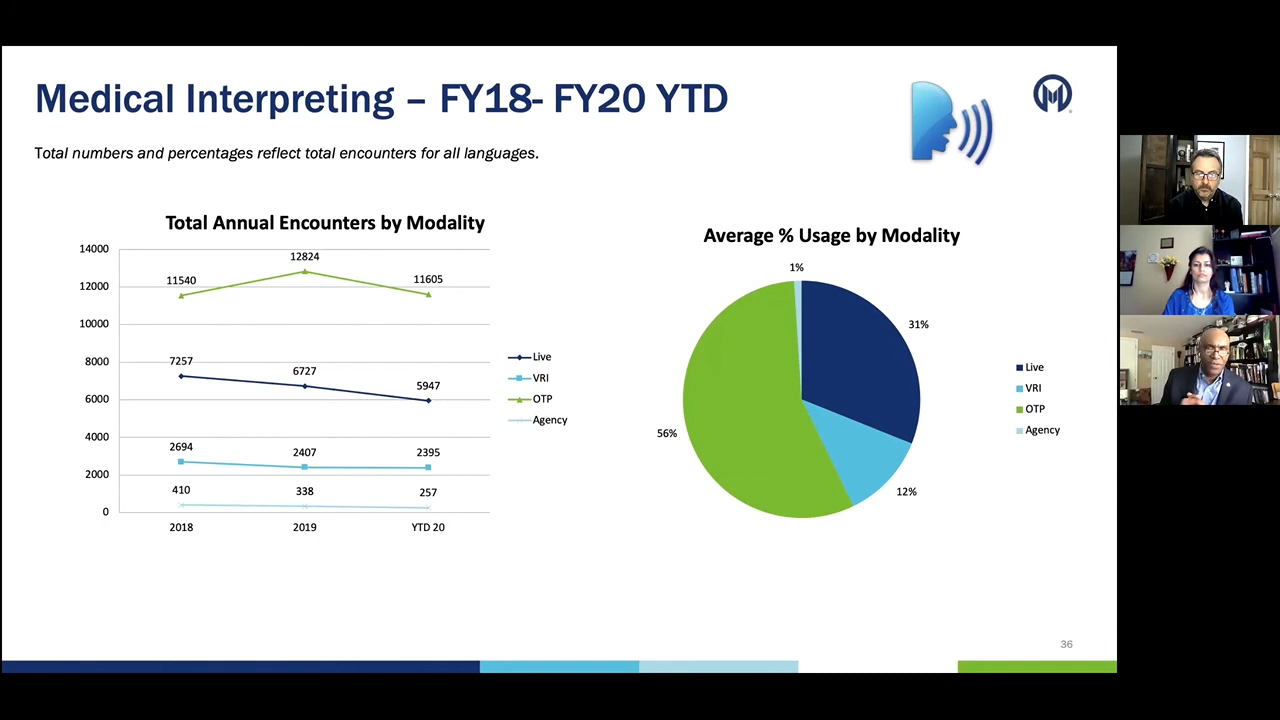 Medical Interpreting – FY18- FY20 YTD
Total numbers and percentages reflect total encounters for all languages.
Total Annual Encounters by Modality
14000
12000
10000
8000
6000
4000
2000
0
11540
12824
11605
7257
6727
5947
2694
2407
2395
410
338
257
2018
2019
YTD 20
Live
VRI
OTP
Agency
Average % Usage by Modality
1%
31%
56%
12%
Live
VRI
OTP
Agency
36